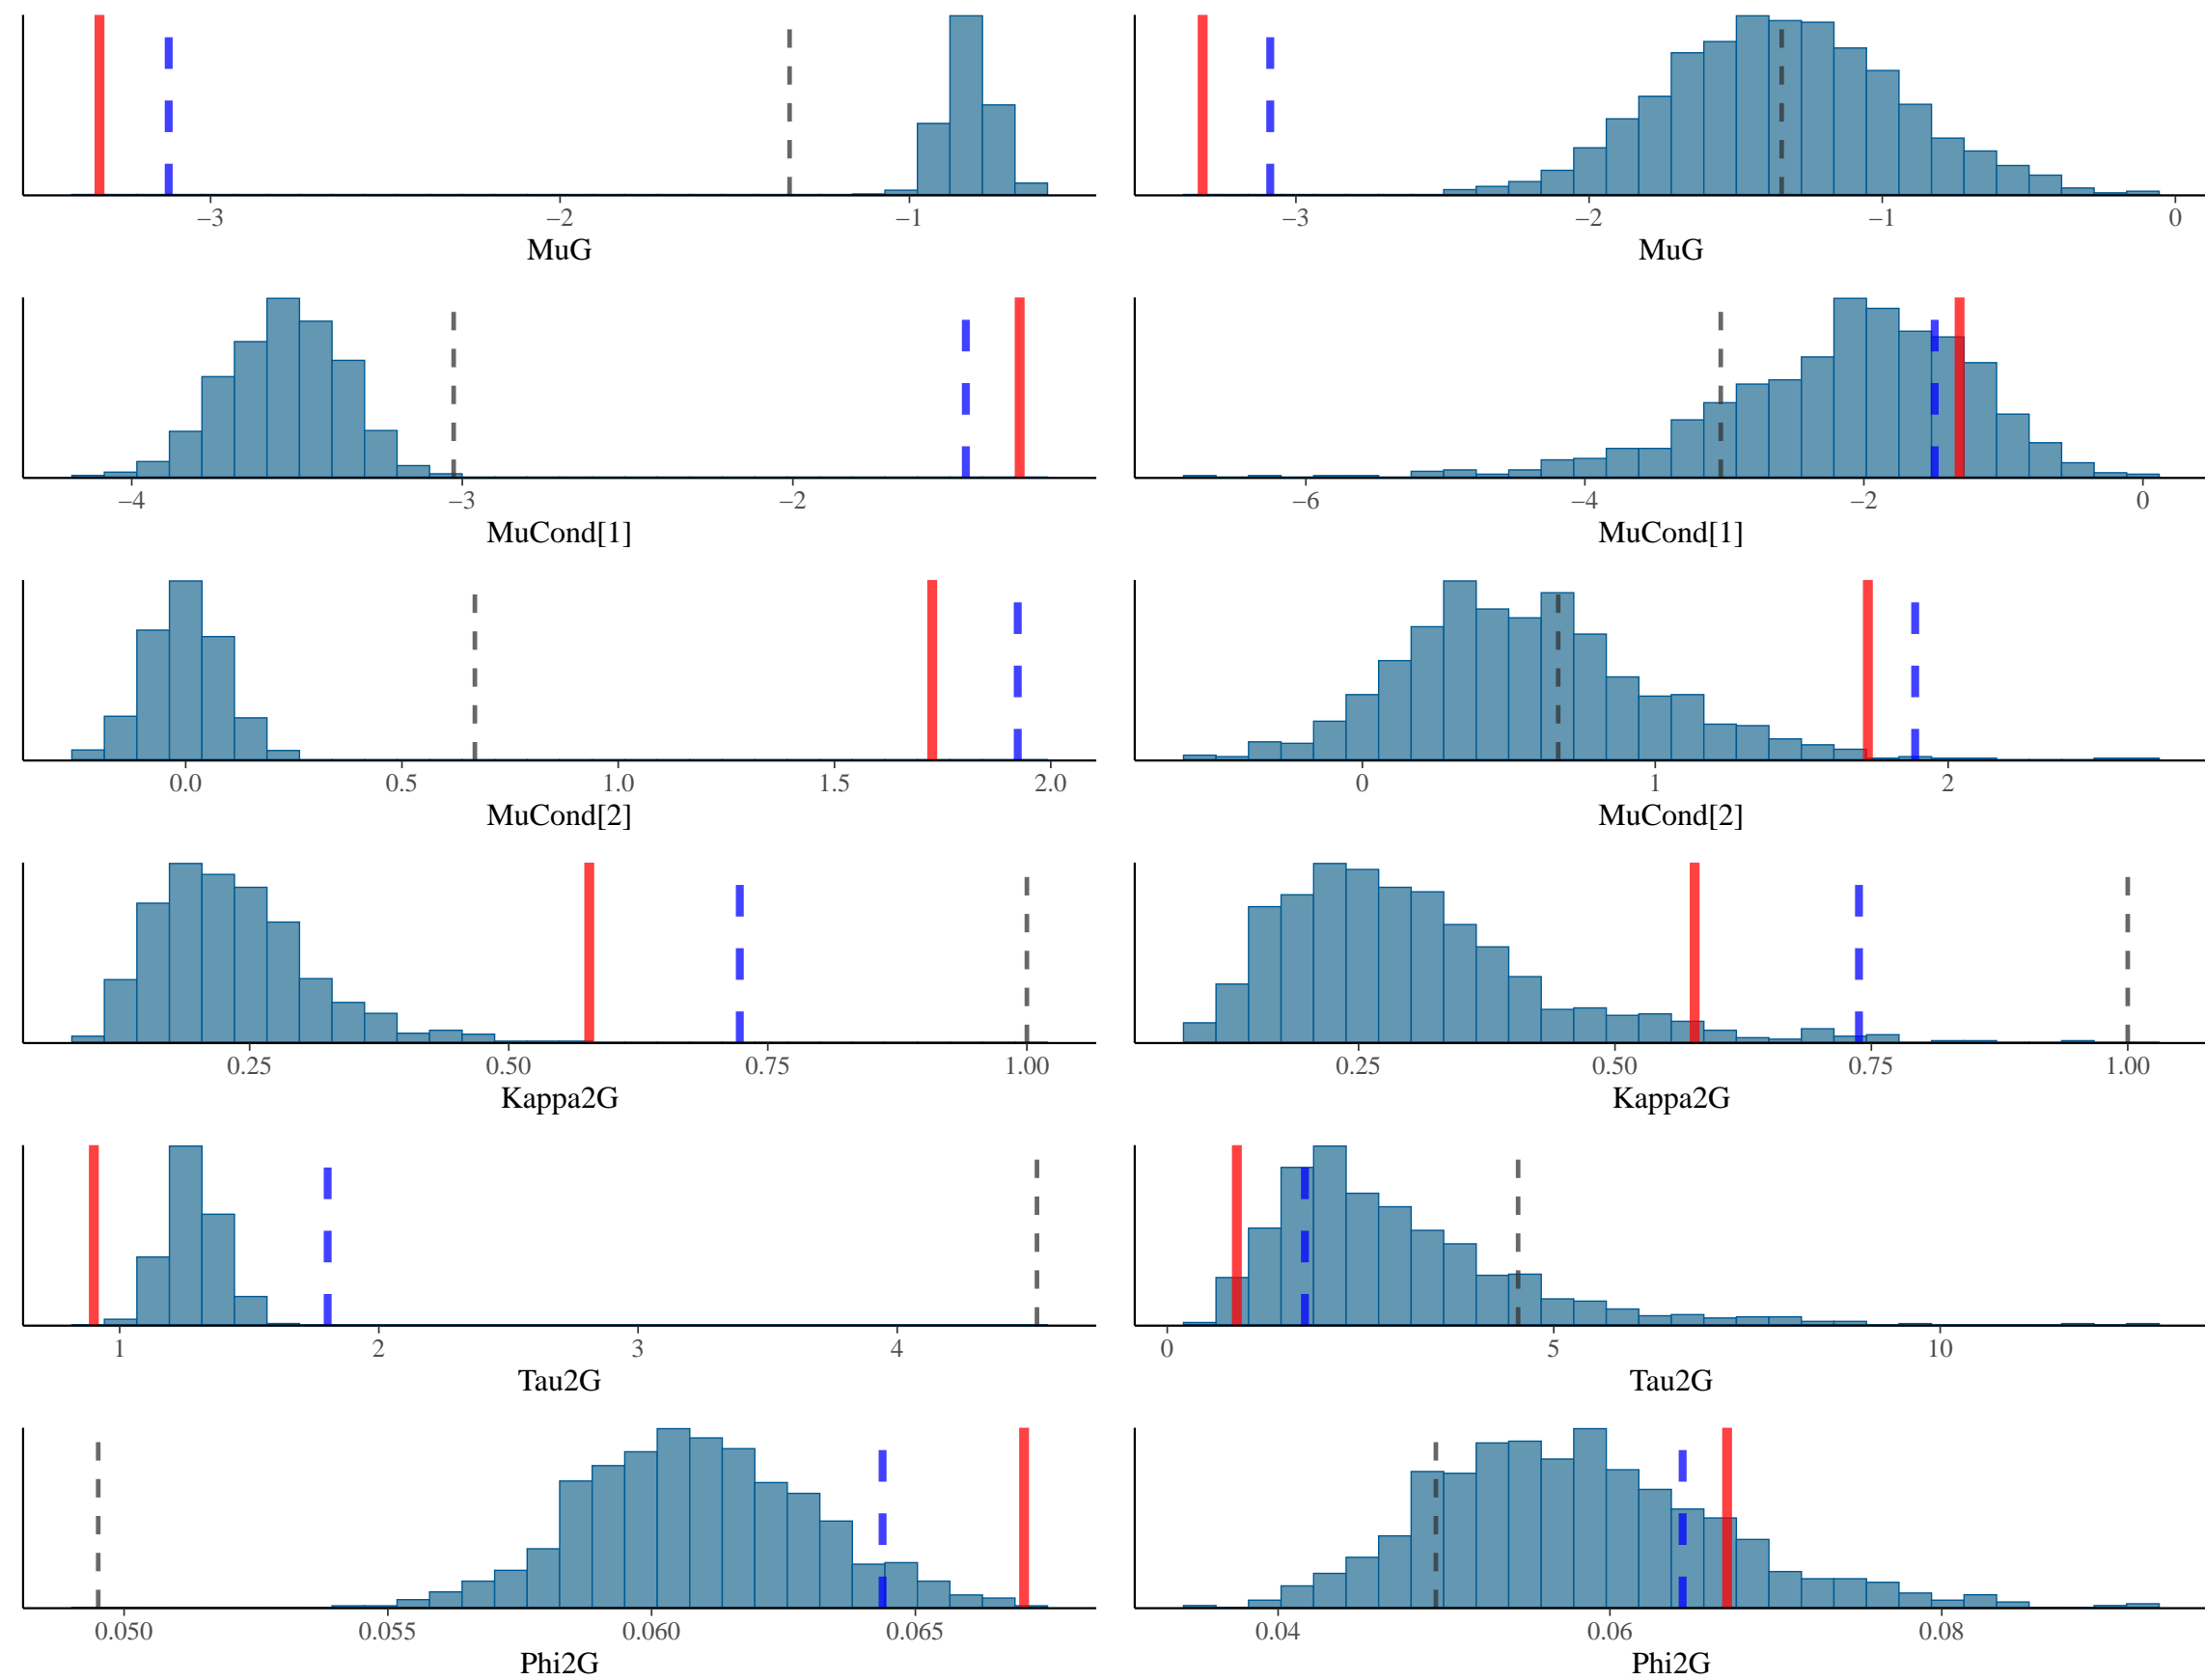 −3 −2 −1
MuG
−3 −2 −1 0
MuG
−4 −3 −2
MuCond[1]
−6 −4 −2 0
MuCond[1]
0.0 0.5 1.0 1.5 2.0
MuCond[2]
0 1 2
MuCond[2]
0.25 0.50 0.75 1.00
Kappa2G
0.25 0.50 0.75 1.00
Kappa2G
1 2 3 4
Tau2G
0 5 10
Tau2G
0.050 0.055 0.060 0.065
Phi2G
0.04 0.06 0.08
Phi2G